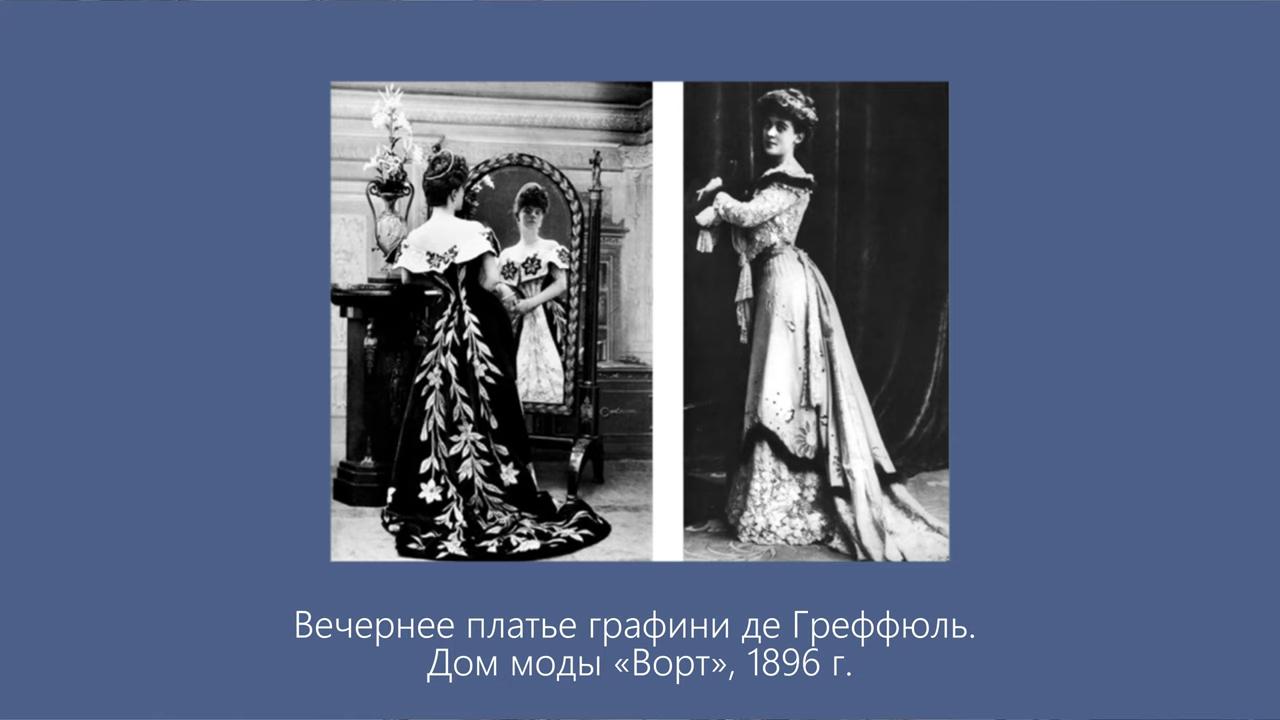 Вечернее платье графини де Греффюль.
Дом моды «Ворт», 1896 г.